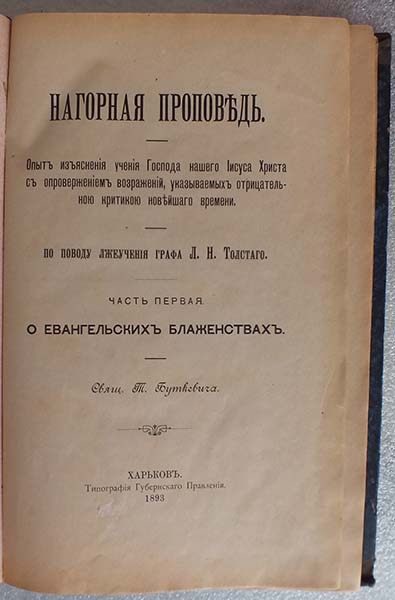 НАГОРНАЯ ПРОПОВѢДЬ.
Опытъ изъясненія ученія Господа нашего Іисуса Христа
съ опроверженіемъ возраженій, указываемыхъ отрицатель-
ною критикою новѣйшаго времени.
ПО ПОВОДУ ЛЖЕУЧЕНІЯ ГРАФА Л. Н. ТОЛСТАГО.
ЧАСТЬ ПЕРВАЯ.
О ЕВАНГЕЛЬСКИХЪ БЛАЖЕНСТВАХЪ.
Свящ. Т. Буткевича.
ХАРЬКОВЪ.
Типографія Губернскаго Правленія.
1893